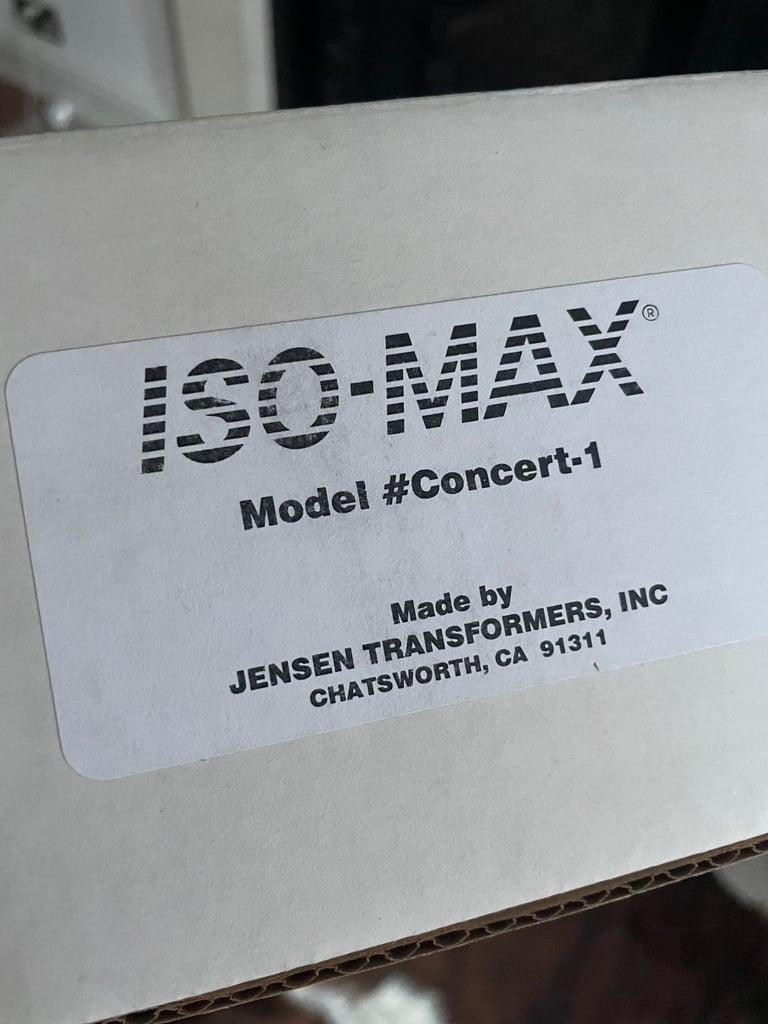 ISO-MAX®
Model #Concert-1
Made by
JENSEN TRANSFORMERS, INC
CHATSWORTH, CA 91311